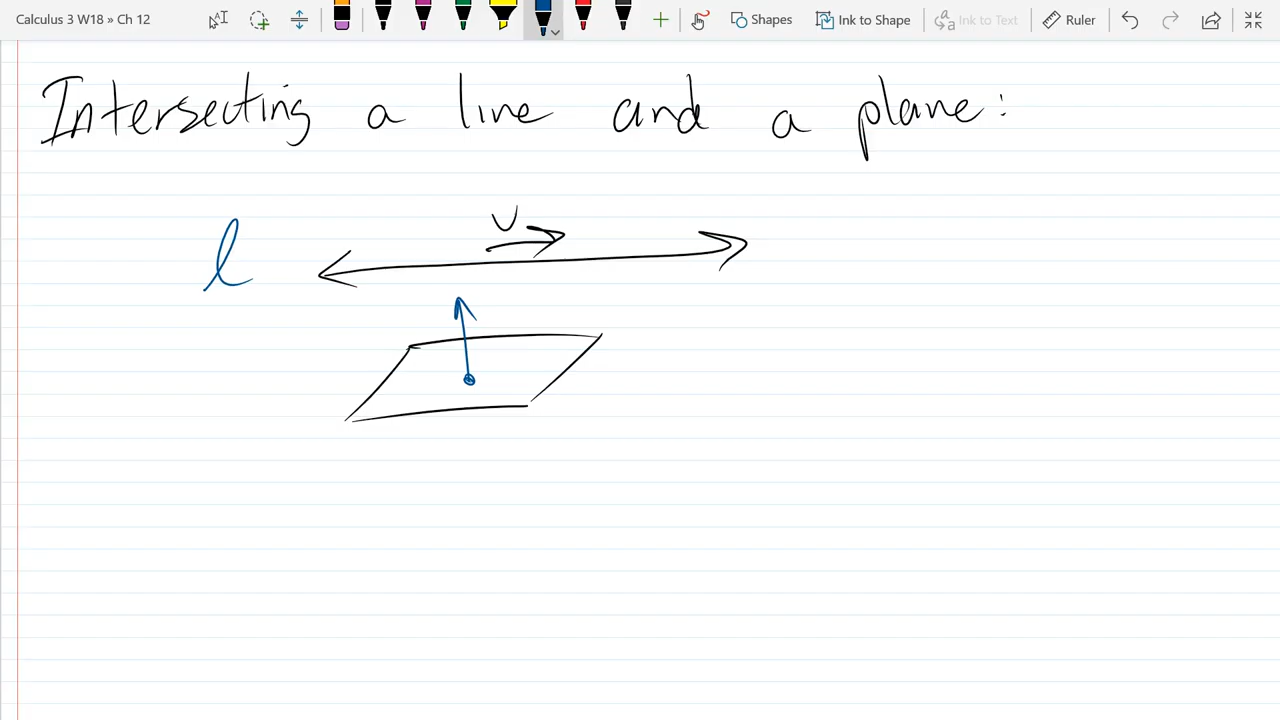 Calculus 3 W18 » Ch 12
Shapes
Ink to Shape
Ink to Text
Ruler
Intersecting a line and a plane:
v
l